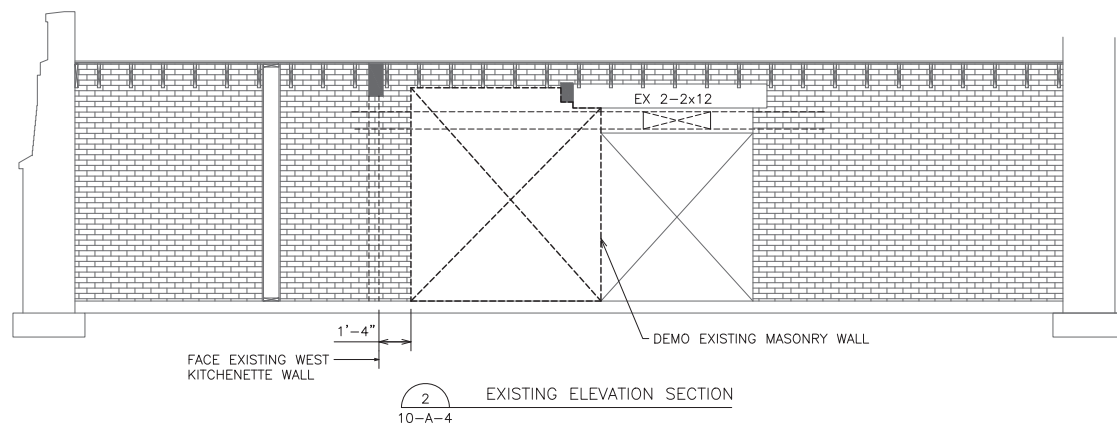 EX 2-2x12
1'-4"
DEMO EXISTING MASONRY WALL
FACE EXISTING WEST
KITCHENETTE WALL
2
10-A-4
EXISTING ELEVATION SECTION